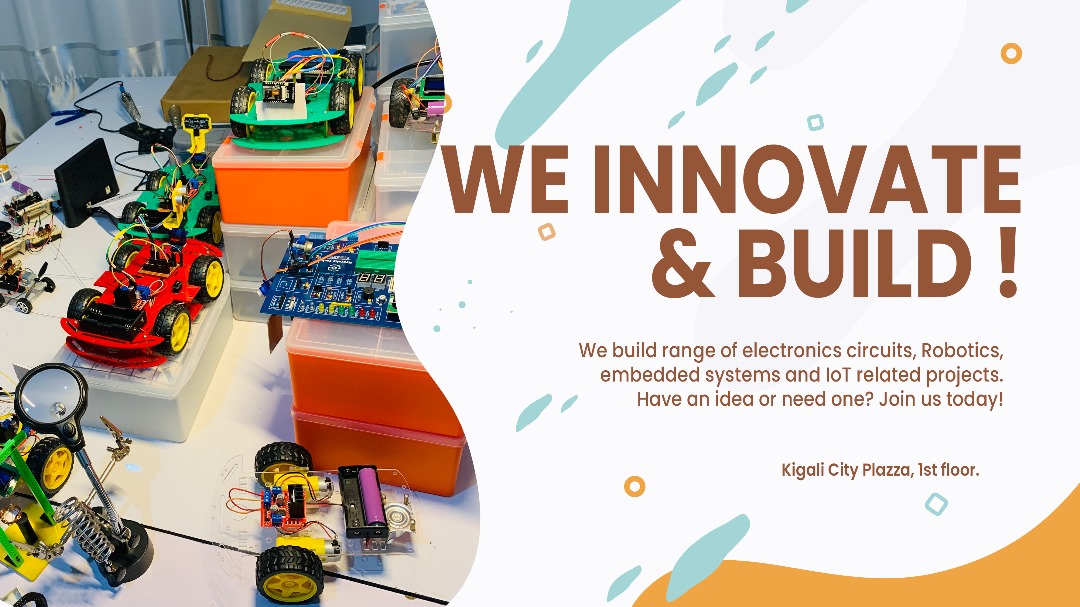 WE INNOVATE
& BUILD !
We build range of electronics circuits, Robotics,
embedded systems and IoT related projects.
Have an idea or need one? Join us today!
Kigali City Plazza, 1st floor.